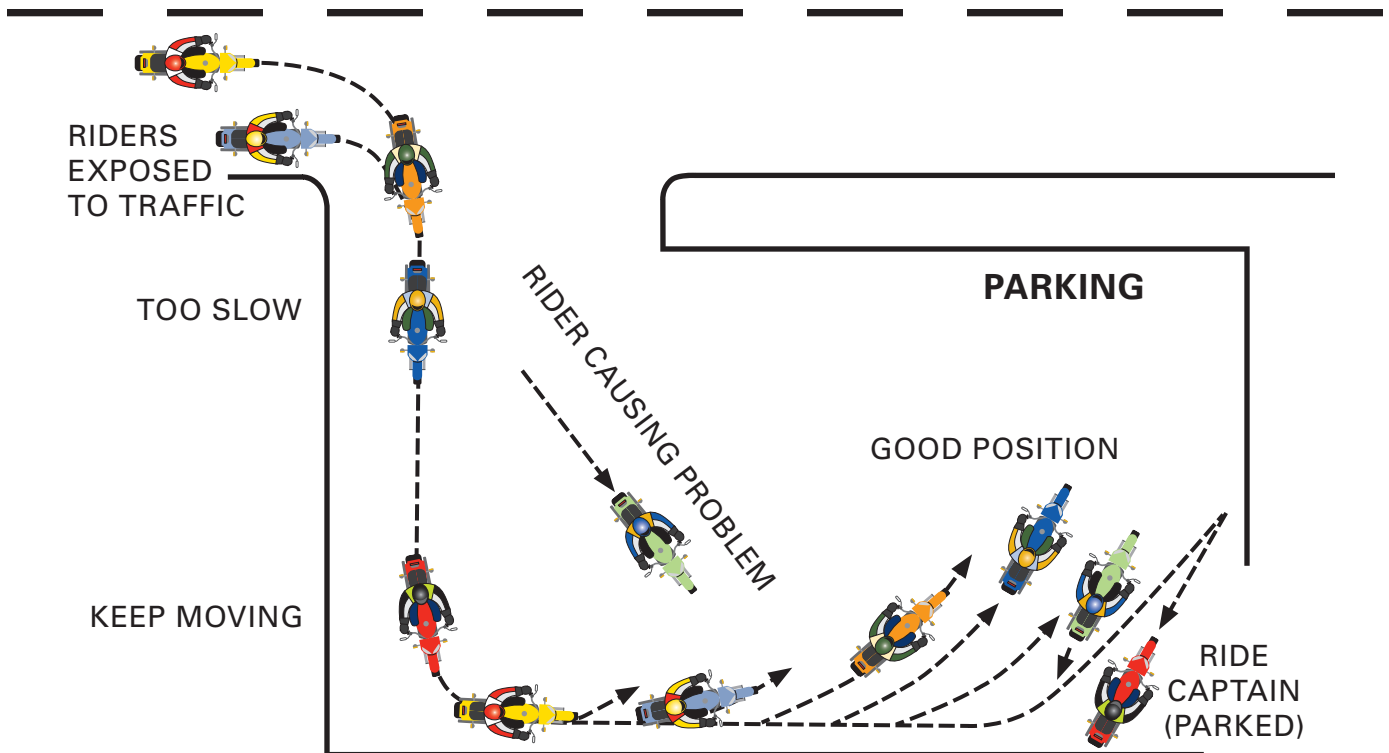 RIDERS
EXPOSED
TO TRAFFIC
TOO SLOW
RIDER CAUSING PROBLEM
PARKING
GOOD POSITION
KEEP MOVING
RIDE
CAPTAIN
(PARKED)